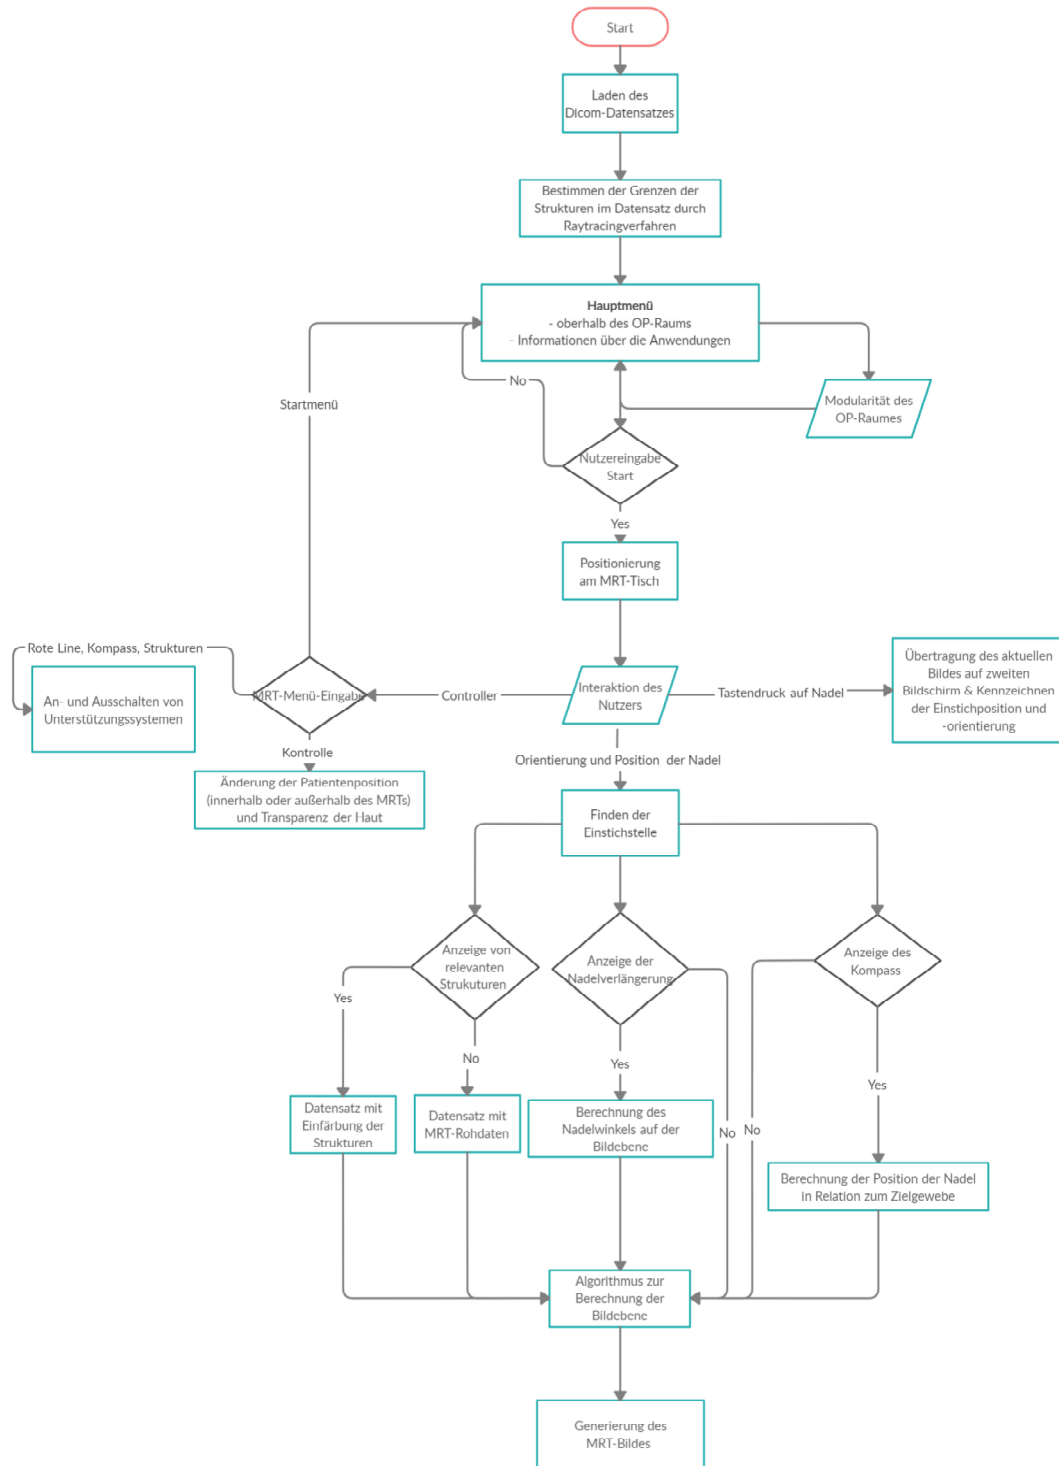 Start
Laden des
Dicom-Datensatzes
Bestimmen der Grenzen der
Strukturen im Datensatz durch
Raytracingverfahren
Hauptmenü
- oberhalb des OP-Raums
- Informationen über die Anwendungen
No
Modularität des
OP-Raumes
Startmenü
Nutzereingabe
Start
Yes
Positionierung
am MRT-Tisch
Rote Line, Kompass, Strukturen
An- und Ausschalten von
Unterstützungssystemen
MRT-Menü-Eingabe
Controller
Interaktion des
Nutzers
Tastendruck auf Nadel
Übertragung des aktuellen
Bildes auf zweiten
Bildschirm & Kennzeichnen
der Einstichposition und
-orientierung
Kontrolle
Änderung der Patientenposition
(innerhalb oder außerhalb des MRTs)
und Transparenz der Haut
Orientierung und Position der Nadel
Finden der
Einstichstelle
Anzeige von
relevanten
Strukuturen
Anzeige der
Nadelverlängerung
Anzeige des
Kompass
Yes
No
Yes
No
No
Yes
Datensatz mit
Einfärbung der
Strukturen
Datensatz mit
MRT-Rohdaten
Berechnung des
Nadelwinkels auf der
Bildebene
Berechnung der Position der Nadel
in Relation zum Zielgewebe
Algorithmus zur
Berechnung der
Bildebene
Generierung des
MRT-Bildes